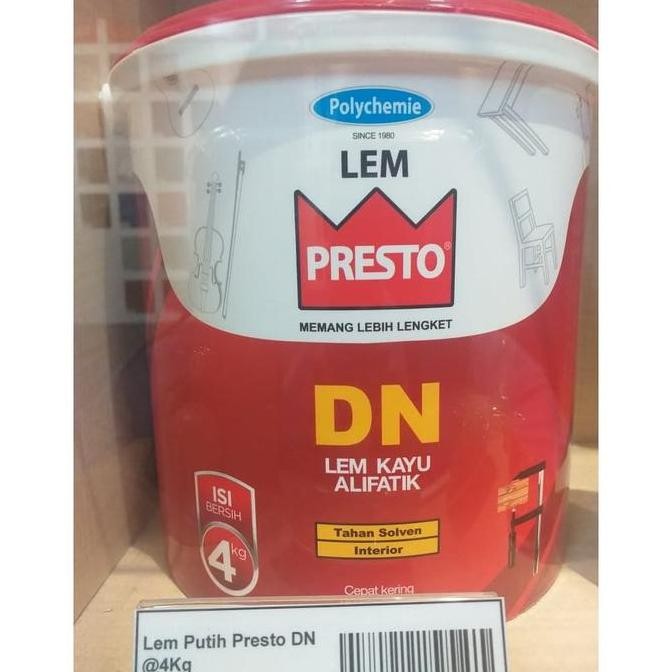 Polychemie
SINCE 1980
LEM
PRESTO®
MEMANG LEBIH LENGKET
DN
LEM KAYU
ALIFATIK
ISI
BERSIH
4kg
Tahan Solven
Interior
Cepat kering
Lem Putih Presto DN
@4Kg